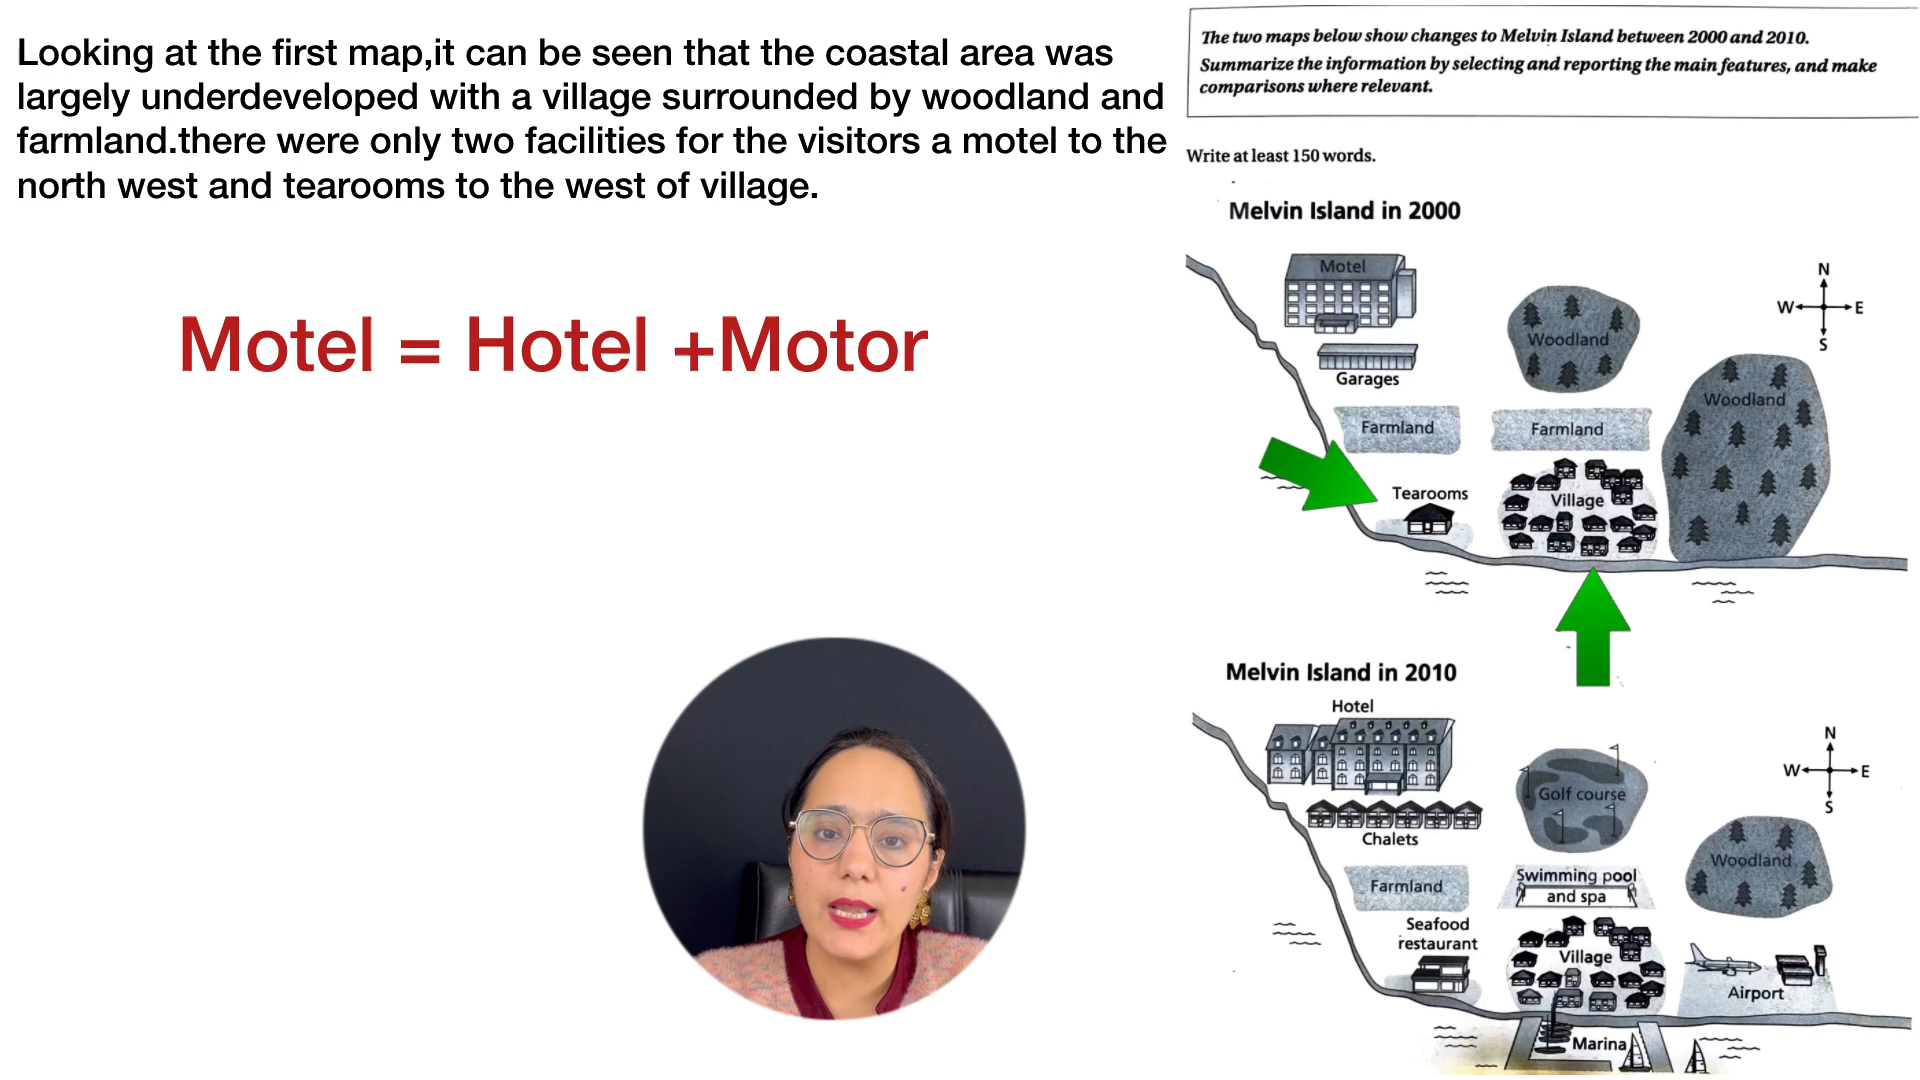 Looking at the first map,it can be seen that the coastal area was
largely underdeveloped with a village surrounded by woodland and
farmland.there were only two facilities for the visitors a motel to the
north west and tearooms to the west of village.
Motel = Hotel +Motor
The two maps below show changes to Melvin Island between 2000 and 2010.
Summarize the information by selecting and reporting the main features, and make
comparisons where relevant.
Write at least 150 words.
Melvin Island in 2000
Motel
Garages
Woodland
N
W E
S
Woodland
Farmland
Farmland
Tearooms
Village
Melvin Island in 2010
Hotel
Chalets
Golf course
N
W E
S
Woodland
Farmland
Swimming pool
and spa
Seafood
restaurant
Village
Airport
Marina